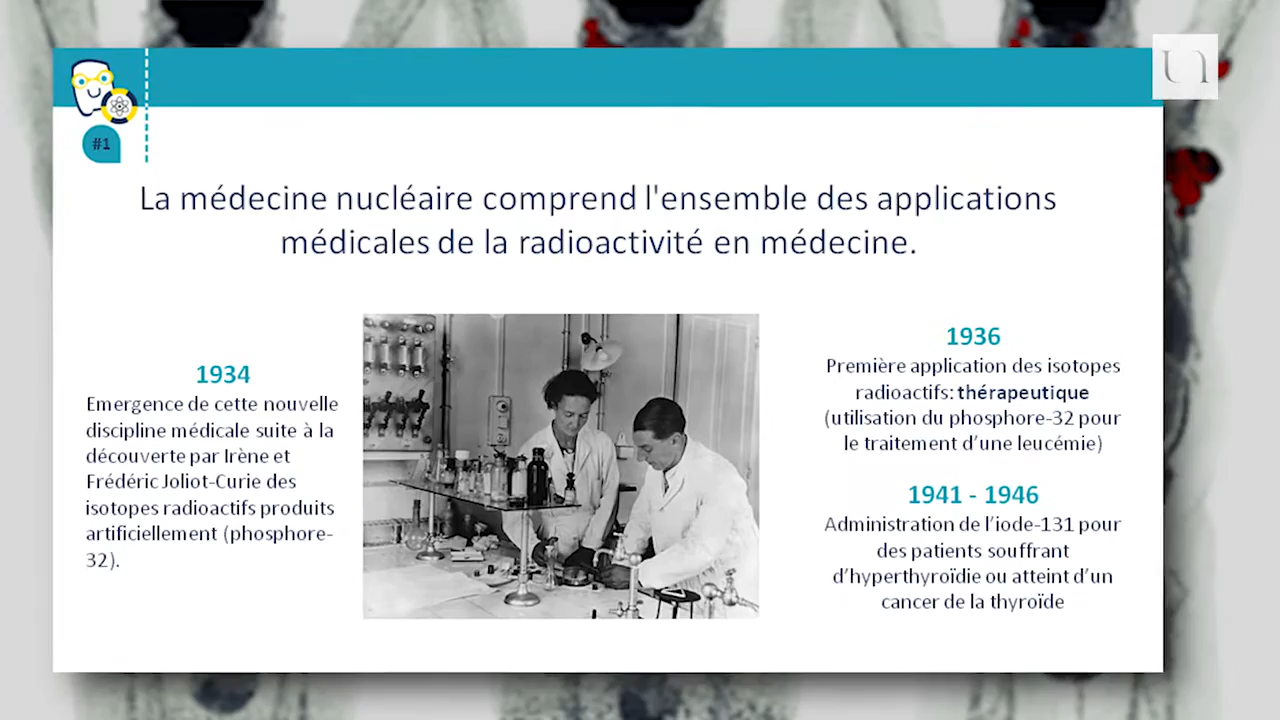 #1
La médecine nucléaire comprend l'ensemble des applications
médicales de la radioactivité en médecine.
1934
Emergence de cette nouvelle
discipline médicale suite à la
découverte par Irène et
Frédéric Joliot-Curie des
isotopes radioactifs produits
artificiellement (phosphore-
32).
1936
Première application des isotopes
radioactifs: thérapeutique
(utilisation du phosphore-32 pour
le traitement d’une leucémie)
1941 - 1946
Administration de l’iode-131 pour
des patients souffrant
d’hyperthyroïdie ou atteint d’un
cancer de la thyroïde